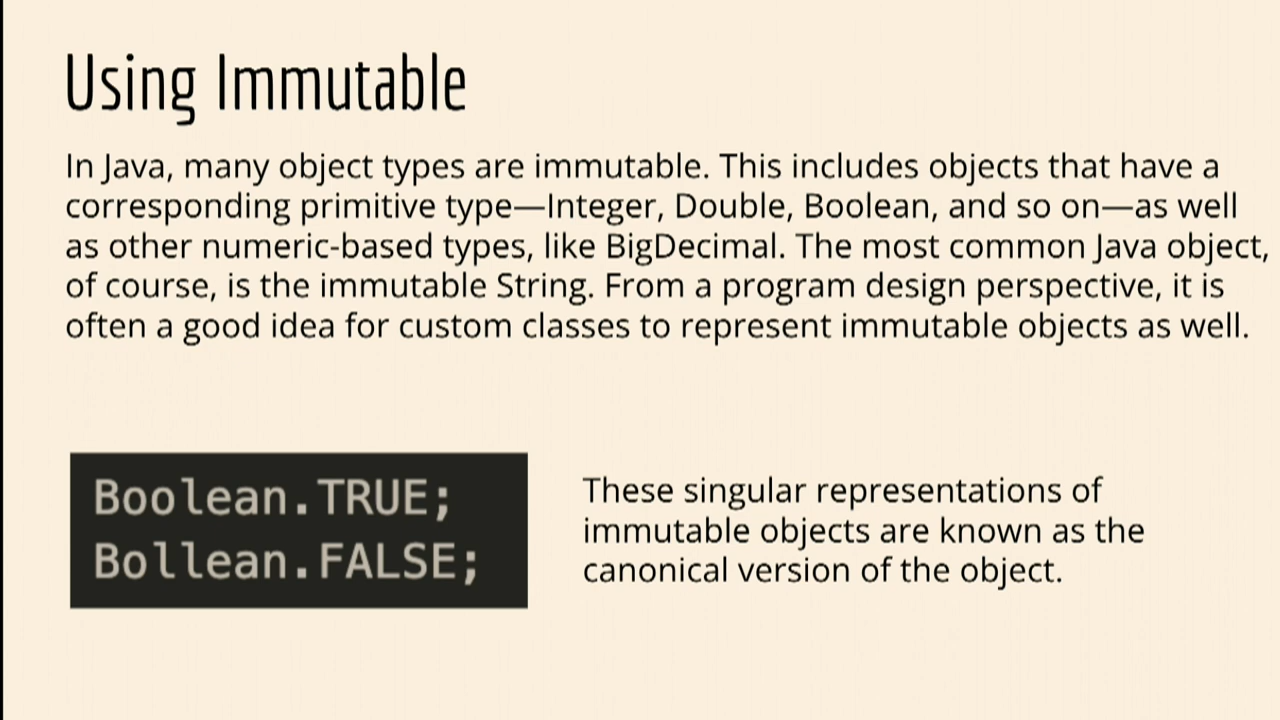 Using Immutable
In Java, many object types are immutable. This includes objects that have a
corresponding primitive type—Integer, Double, Boolean, and so on—as well
as other numeric-based types, like BigDecimal. The most common Java object,
of course, is the immutable String. From a program design perspective, it is
often a good idea for custom classes to represent immutable objects as well.
Boolean.TRUE;
Bollean.FALSE;
These singular representations of
immutable objects are known as the
canonical version of the object.